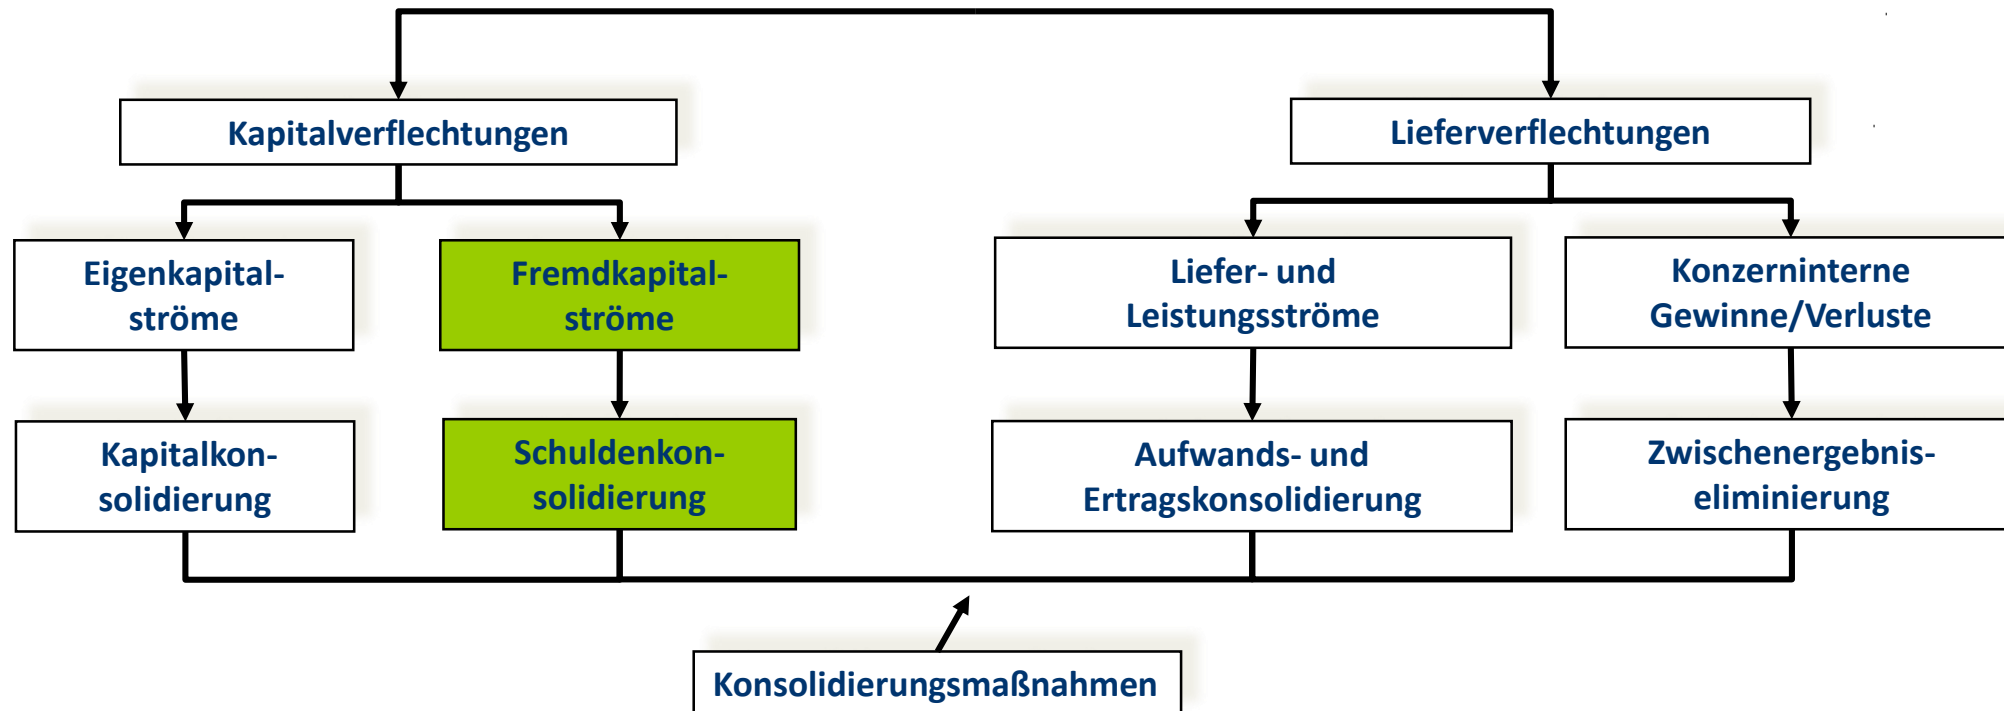 Kapitalverflechtungen
Lieferverflechtungen
Eigenkapital-
ströme
Fremdkapital-
ströme
Liefer- und
Leistungsströme
Konzerninterne
Gewinne/Verluste
Kapitalkon-
solidierung
Schuldenkon-
solidierung
Aufwands- und
Ertragskonsolidierung
Zwischenergebnis-
eliminierung
Konsolidierungsmaßnahmen